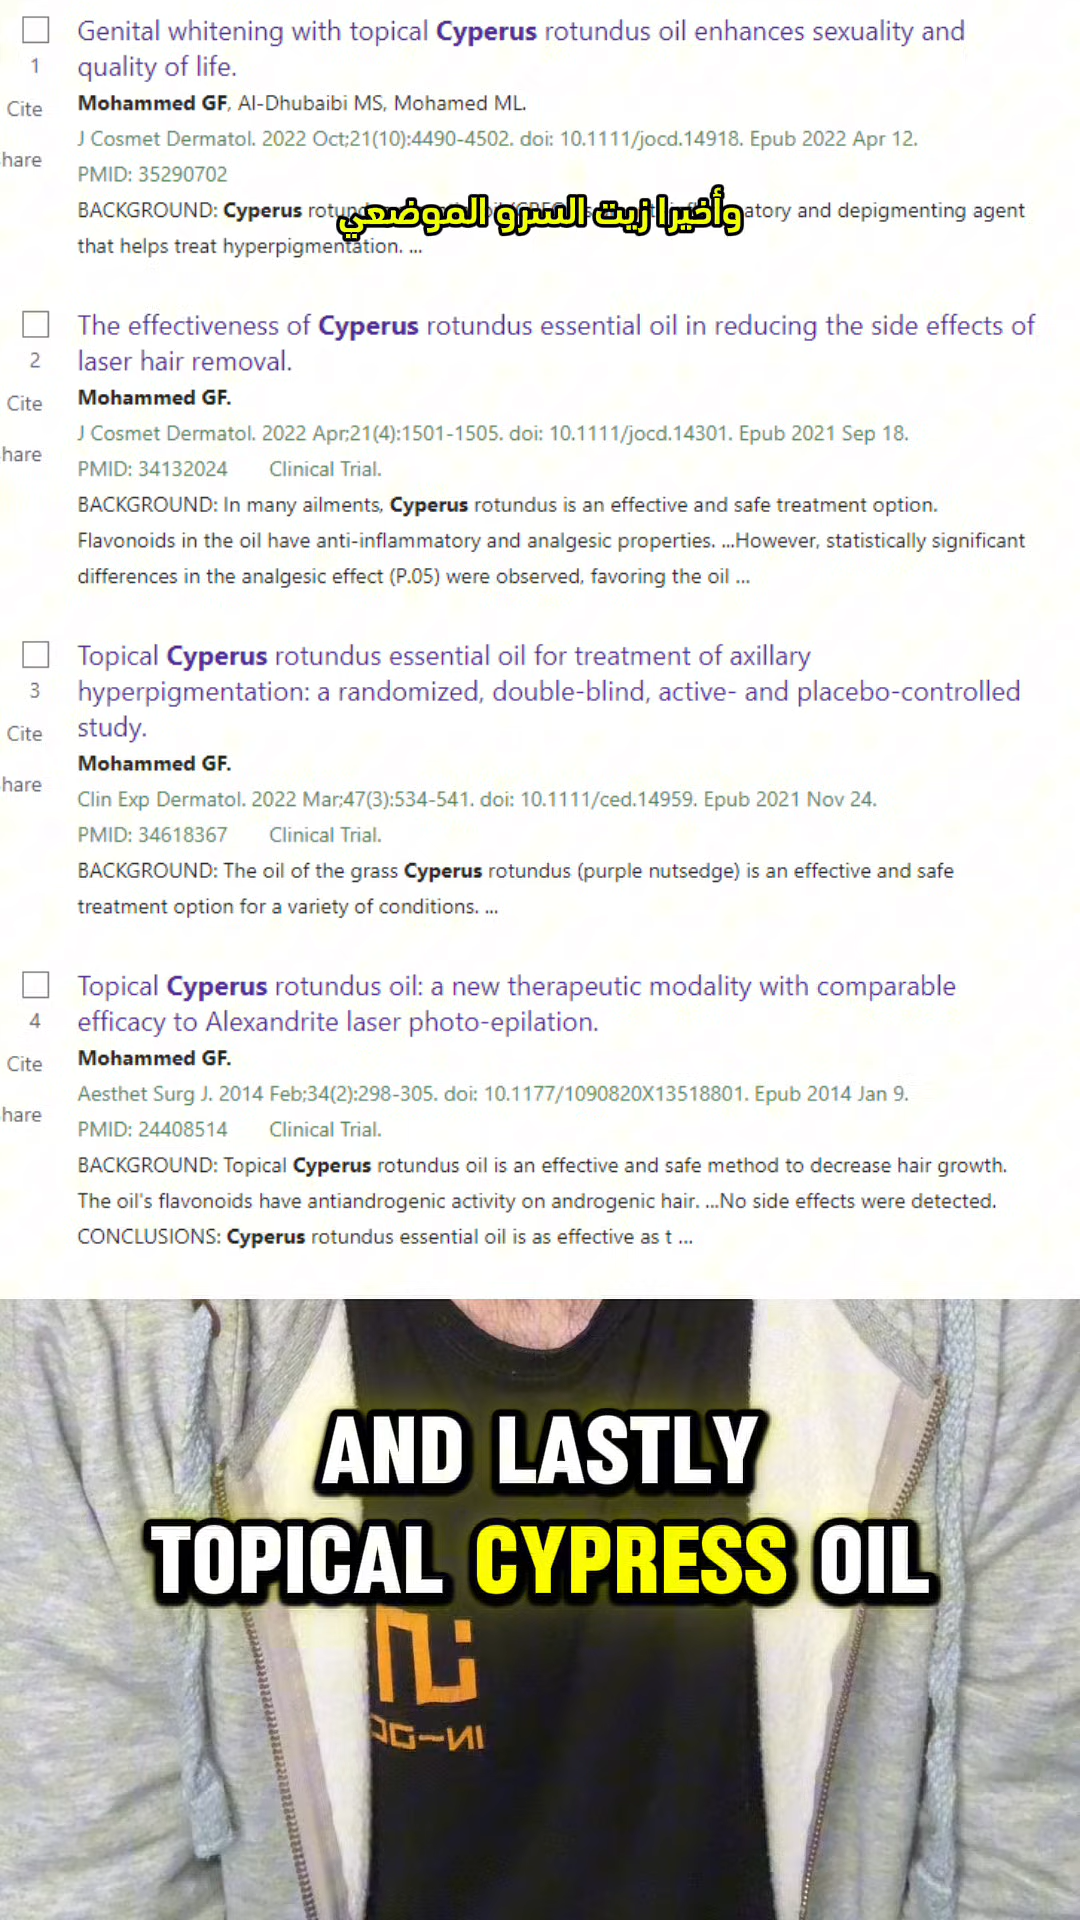 Genital whitening with topical Cyperus rotundus oil enhances sexuality and
1
quality of life.
Cite
Mohammed GF, Al-Dhubaibi MS, Mohamed ML.
J Cosmet Dermatol. 2022 Oct;21(10):4490-4502. doi: 10.1111/jocd.14918. Epub 2022 Apr 12.
hare
PMID: 35290702
وأخيرا زيت السرو الموضعي
BACKGROUND: Cyperus atory and depigmenting agent
that helps treat hyperpigmentation. ...
The effectiveness of Cyperus rotundus essential oil in reducing the side effects of
2
laser hair removal.
Cite
Mohammed GF.
J Cosmet Dermatol. 2022 Apr;21(4):1501-1505. doi: 10.1111/jocd.14301. Epub 2021 Sep 18.
hare
PMID: 34132024 Clinical Trial.
BACKGROUND: In many ailments, Cyperus rotundus is an effective and safe treatment option.
Flavonoids in the oil have anti-inflammatory and analgesic properties. ...However, statistically significant
differences in the analgesic effect (P.05) were observed, favoring the oil ...
Topical Cyperus rotundus essential oil for treatment of axillary
3
hyperpigmentation: a randomized, double-blind, active- and placebo-controlled
Cite
study.
Mohammed GF.
hare
Clin Exp Dermatol. 2022 Mar;47(3):534-541. doi: 10.1111/ced.14959. Epub 2021 Nov 24.
PMID: 34618367 Clinical Trial.
BACKGROUND: The oil of the grass Cyperus rotundus (purple nutsedge) is an effective and safe
treatment option for a variety of conditions. ...
Topical Cyperus rotundus oil: a new therapeutic modality with comparable
4
efficacy to Alexandrite laser photo-epilation.
Cite
Mohammed GF.
Aesthet Surg J. 2014 Feb;34(2):298-305. doi: 10.1177/1090820X13518801. Epub 2014 Jan 9.
hare
PMID: 24408514 Clinical Trial.
BACKGROUND: Topical Cyperus rotundus oil is an effective and safe method to decrease hair growth.
The oil's flavonoids have antiandrogenic activity on androgenic hair. ...No side effects were detected.
CONCLUSIONS: Cyperus rotundus essential oil is as effective as t ...
AND LASTLY
TOPICAL CYPRESS OIL